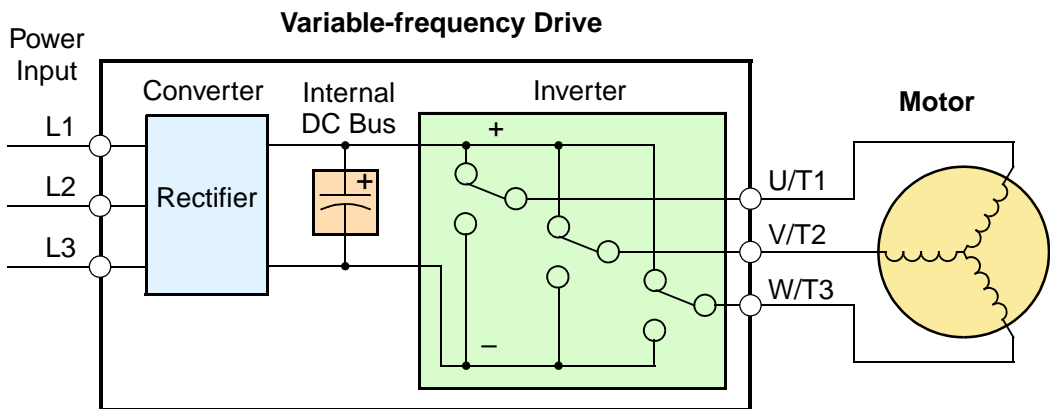 Variable-frequency Drive
Power
Input
Converter
Internal
DC Bus
Inverter
Motor
L1
L2
L3
Rectifier
+
+
–
U/T1
V/T2
W/T3